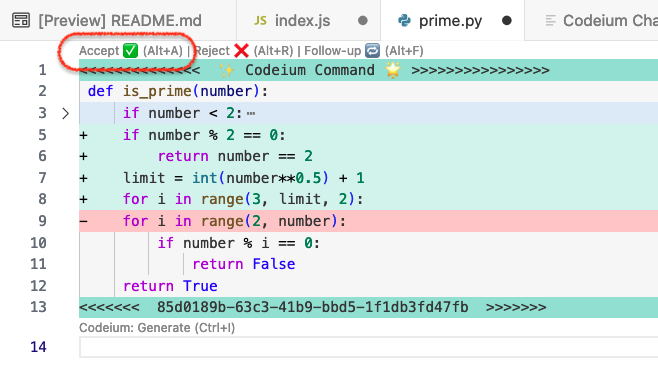 [Preview] README.md JS index.js prime.py Codeium Cha
Accept ✅ (Alt+A) | Reject ❌ (Alt+R) | Follow-up 🔁 (Alt+F)
1 <<<<<<<<<<<<<< ✨ Codeium Command 🌟 >>>>>>>>>>>>>>>>
2 def is_prime(number):
3 > if number < 2:⋯
5 + if number % 2 == 0:
6 + return number == 2
7 + limit = int(number**0.5) + 1
8 + for i in range(3, limit, 2):
9 - for i in range(2, number):
10 if number % i == 0:
11 return False
12 return True
13 <<<<<<< 85d0189b-63c3-41b9-bbd5-1f1db3fd47fb >>>>>>>
Codeium: Generate (Ctrl+I)
14